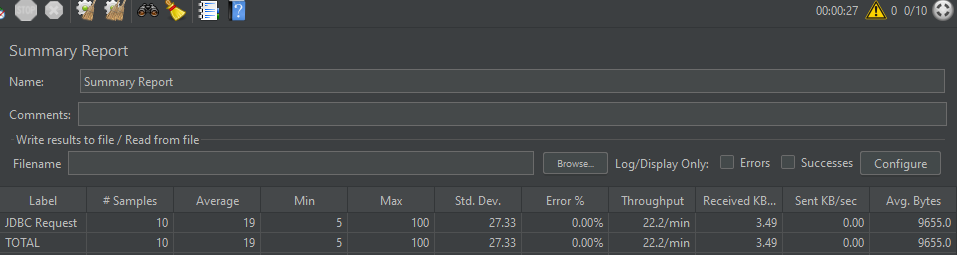 STOP 00:00:27 0 0/10
Summary Report
Name: Summary Report
Comments:
Write results to file / Read from file
Filename Browse... Log/Display Only: Errors Successes Configure
Label # Samples Average Min Max Std. Dev. Error % Throughput Received KB... Sent KB/sec Avg. Bytes
JDBC Request 10 19 5 100 27.33 0.00% 22.2/min 3.49 0.00 9655.0
TOTAL 10 19 5 100 27.33 0.00% 22.2/min 3.49 0.00 9655.0